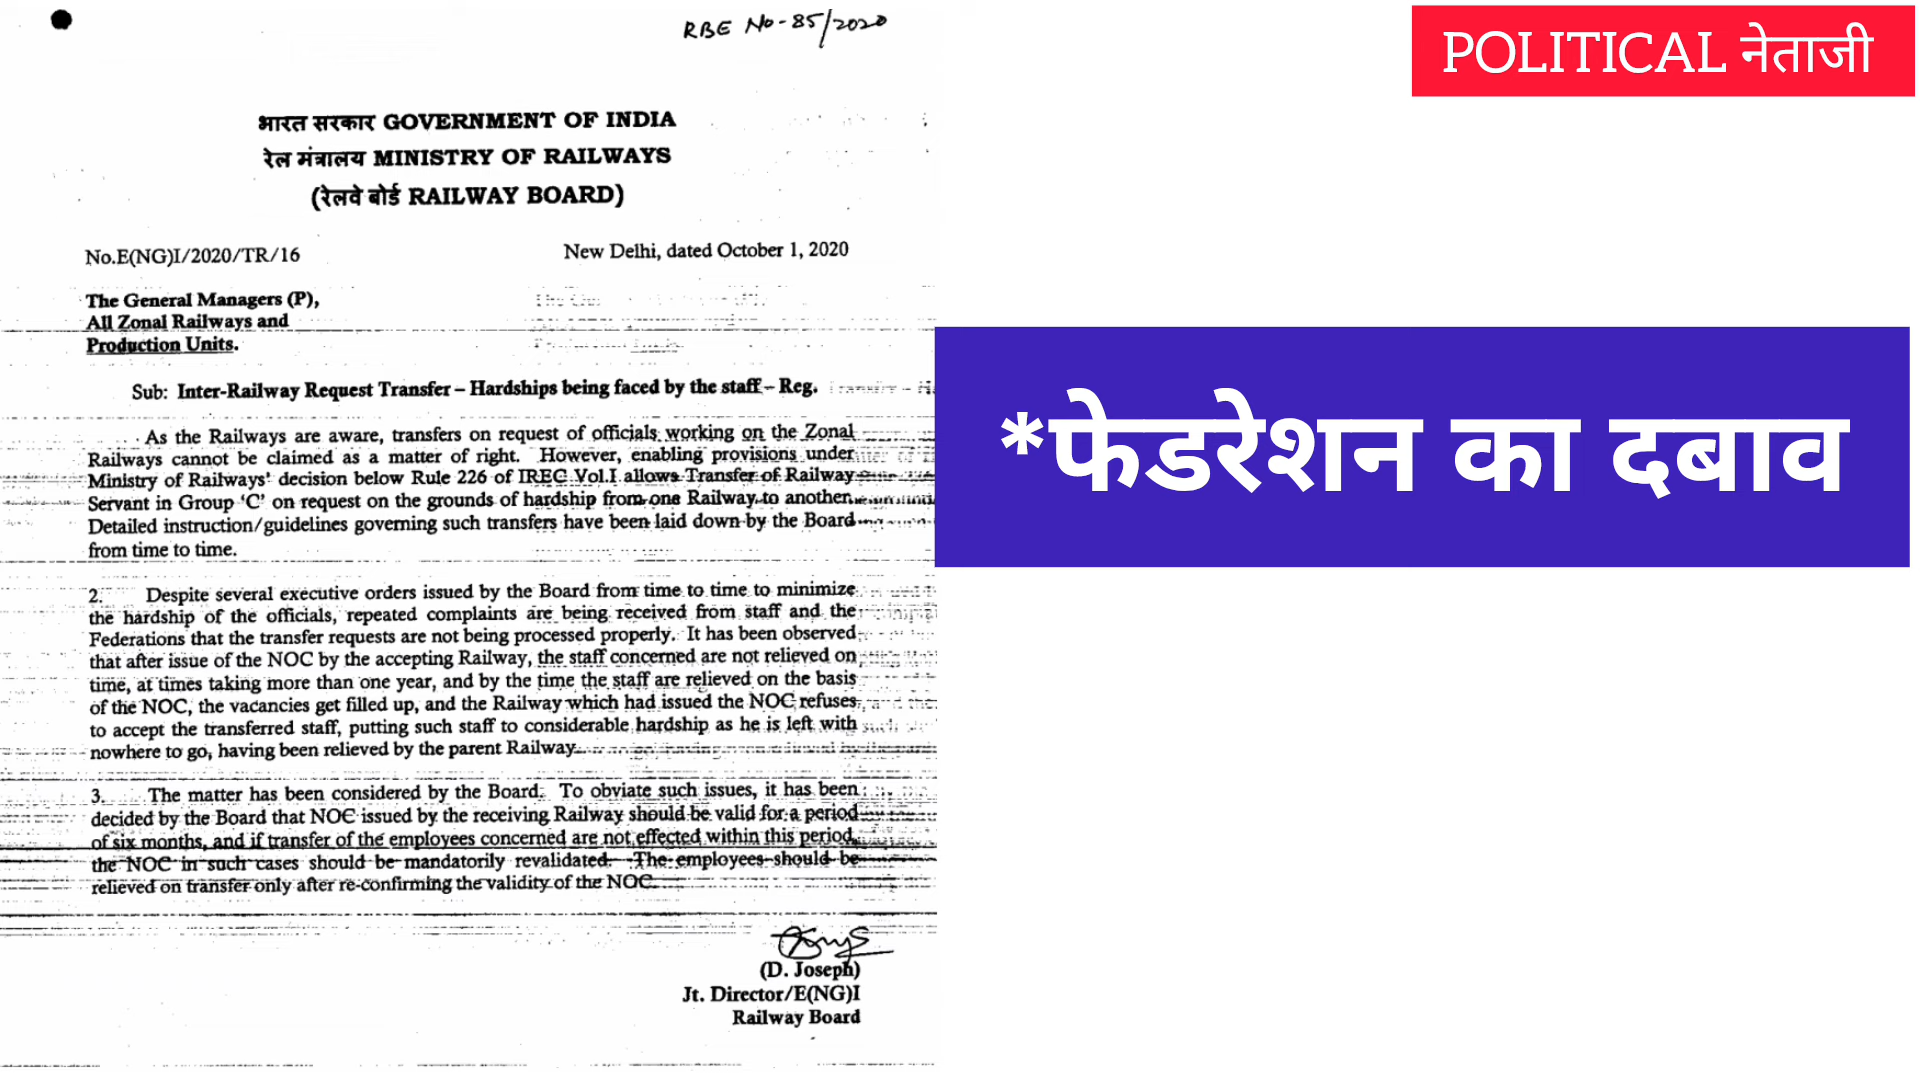 RBE No-85/2020
भारत सरकार GOVERNMENT OF INDIA
रेल मंत्रालय MINISTRY OF RAILWAYS
(रेलवे बोर्ड RAILWAY BOARD)
No.E(NG)I/2020/TR/16 New Delhi, dated October 1, 2020
The General Managers (P),
All Zonal Railways and
Production Units.
Sub: Inter-Railway Request Transfer – Hardships being faced by the staff – Reg.
As the Railways are aware, transfers on request of officials working on the Zonal
Railways cannot be claimed as a matter of right. However, enabling provisions under
Ministry of Railways' decision below Rule 226 of IREC Vol.I allows Transfer of Railway
Servant in Group 'C' on request on the grounds of hardship from one Railway to another.
Detailed instruction/guidelines governing such transfers have been laid down by the Board
from time to time.
2. Despite several executive orders issued by the Board from time to time to minimize
the hardship of the officials, repeated complaints are being received from staff and the
Federations that the transfer requests are not being processed properly. It has been observed
that after issue of the NOC by the accepting Railway, the staff concerned are not relieved on
time, at times taking more than one year, and by the time the staff are relieved on the basis
of the NOC, the vacancies get filled up, and the Railway which had issued the NOC refuses
to accept the transferred staff, putting such staff to considerable hardship as he is left with
nowhere to go, having been relieved by the parent Railway.
3. The matter has been considered by the Board. To obviate such issues, it has been
decided by the Board that NOC issued by the receiving Railway should be valid for a period
of six months, and if transfer of the employees concerned are not effected within this period,
the NOC in such cases should be mandatorily revalidated. The employees should be
relieved on transfer only after re-confirming the validity of the NOC.
(D. Joseph)
Jt. Director/E(NG)I
Railway Board
POLITICAL नेताजी
*फेडरेशन का दबाव